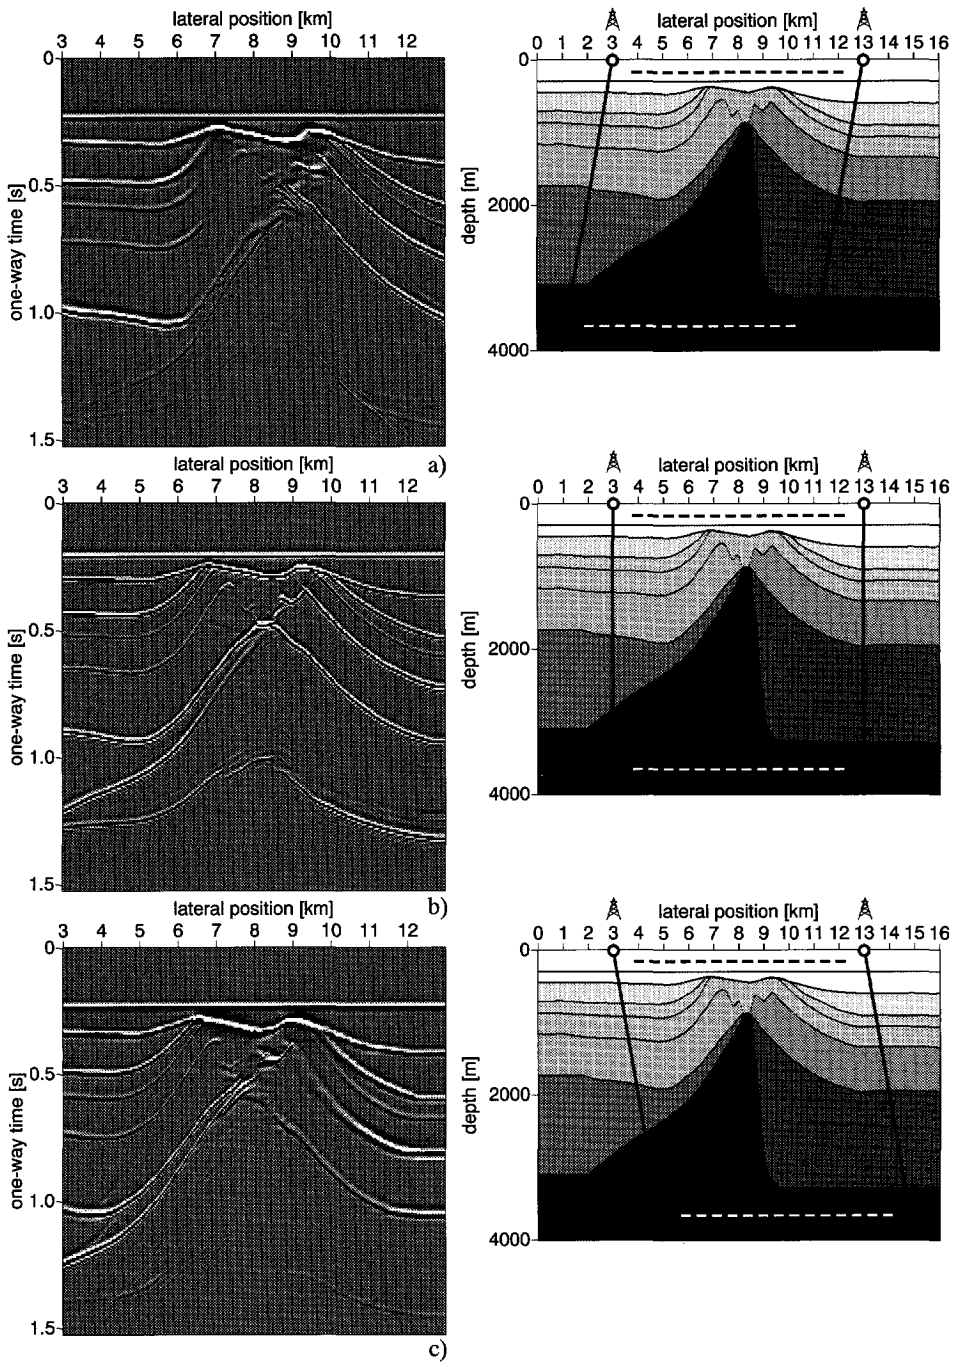 lateral position [km]
3 4 5 6 7 8 9 10 11 12
0
0.5
1.0
1.5
one-way time [s]
a)
0 1 2 3 4 5 6 7 8 9 10 11 12 13 14 15 16
0
2000
4000
depth [m]
lateral position [km]
3 4 5 6 7 8 9 10 11 12
0
0.5
1.0
1.5
one-way time [s]
b)
lateral position [km]
0 1 2 3 4 5 6 7 8 9 10 11 12 13 14 15 16
0
2000
4000
depth [m]
lateral position [km]
3 4 5 6 7 8 9 10 11 12
0
0.5
1.0
1.5
one-way time [s]
c)
lateral position [km]
0 1 2 3 4 5 6 7 8 9 10 11 12 13 14 15 16
0
2000
4000
depth [m]
lateral position [km]